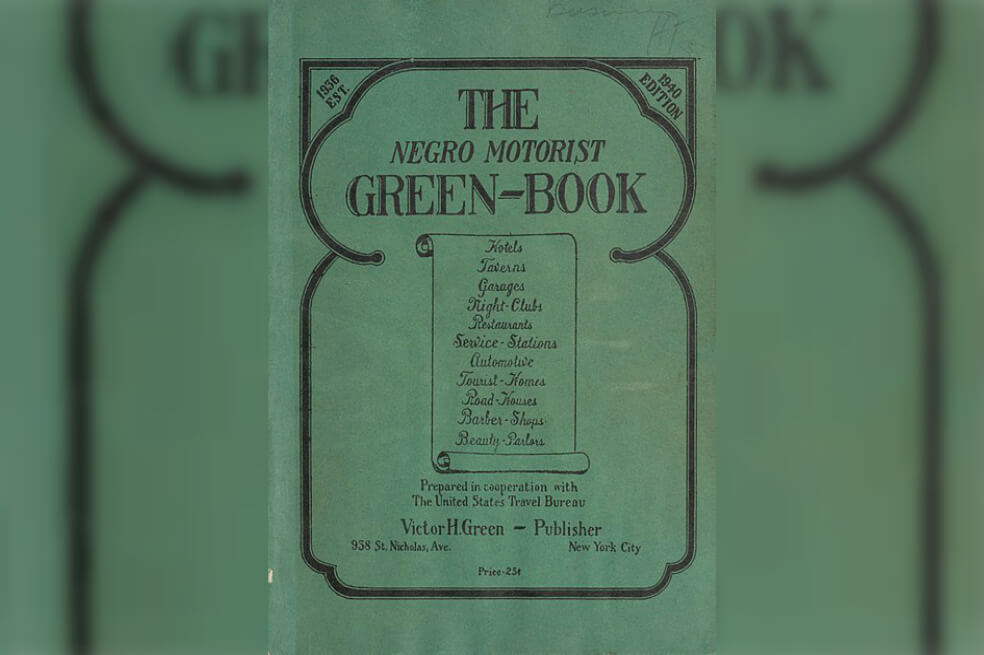 1936
EST.
1940
EDITION
THE
NEGRO MOTORIST
GREEN-BOOK
Hotels
Taverns
Garages
Night-Clubs
Restaurants
Service-Stations
Automotive
Tourist-Homes
Road-Houses
Barber-Shops
Beauty-Parlors
Prepared in cooperation with
The United States Travel Bureau
Victor H. Green — Publisher
938 St. Nicholas, Ave. New York City
Price-25¢